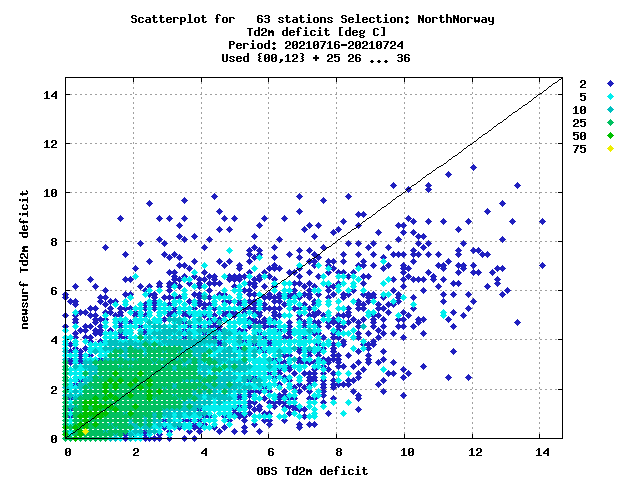 Scatterplot for   63 stations Selection: NorthNorway
Td2m deficit [deg C]
Period: 20210716-20210724
Used {00,12} + 25 26 ... 36
2
5
10
25
50
75
14
12
10
8
6
4
2
0
newsurf Td2m deficit
0 2 4 6 8 10 12 14
OBS Td2m deficit